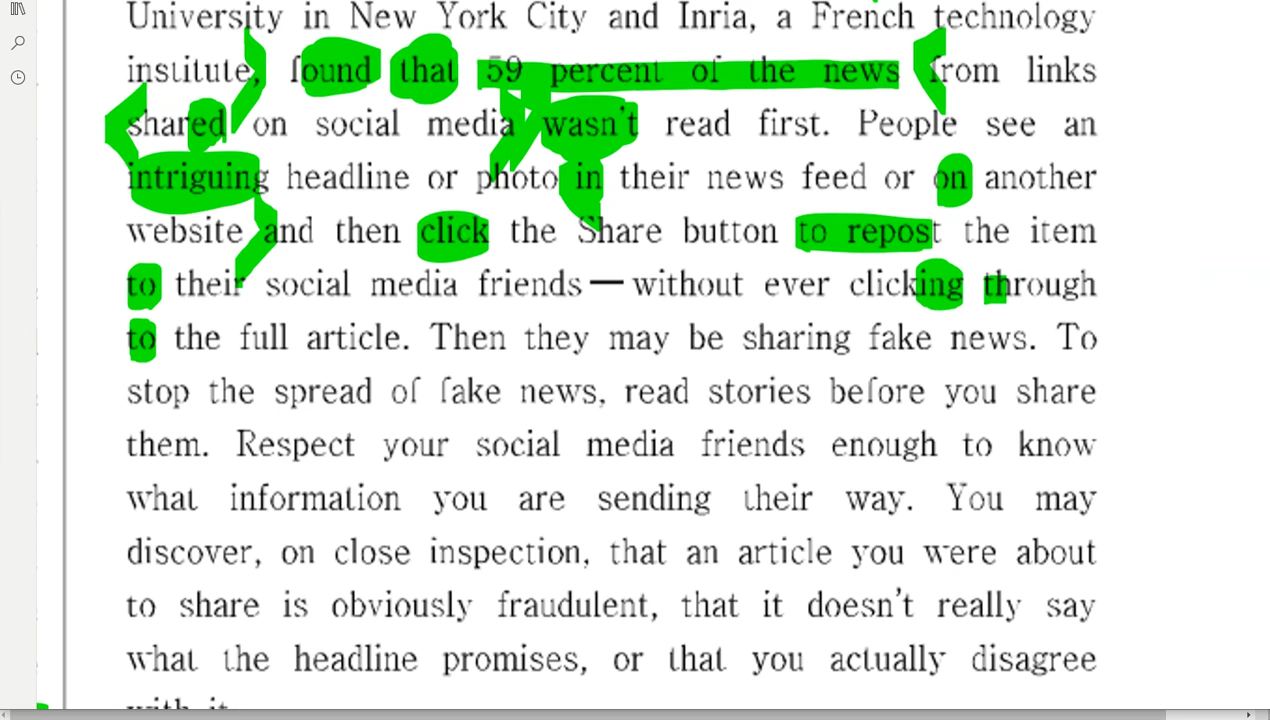 University in New York City and Inria, a French technology
institute, found that 59 percent of the news from links
shared on social media wasn't read first. People see an
intriguing headline or photo in their news feed or on another
website and then click the Share button to repost the item
to their social media friends—without ever clicking through
to the full article. Then they may be sharing fake news. To
stop the spread of fake news, read stories before you share
them. Respect your social media friends enough to know
what information you are sending their way. You may
discover, on close inspection, that an article you were about
to share is obviously fraudulent, that it doesn't really say
what the headline promises, or that you actually disagree
with it.